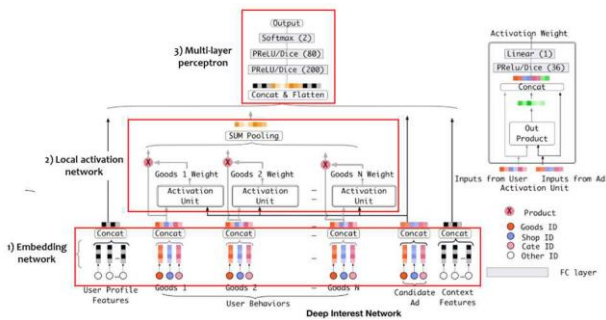 Output
Softmax (2)
3) Multi-layer
perceptron
PReLU/Dice (80)
PReLU/Dice (200)
Concat & Flatten
SUM Pooling
2) Local activation
network
Goods 1 Weight
Goods 2 Weight
Goods N Weight
Activation
Unit
Activation
Unit
…
Activation
Unit
1) Embedding
network
Concat
Concat
Concat
…
Concat
Concat
Concat
User Profile
Features
Goods 1
Goods 2
…
Goods N
User Behaviors
Candidate
Ad
Context
Features
Deep Interest Network
Activation Weight
Linear (1)
PRelu/Dice (36)
Concat
Out
Product
Inputs from User
Inputs from Ad
Activation Unit
X Product
Goods ID
Shop ID
Cate ID
Other ID
FC layer